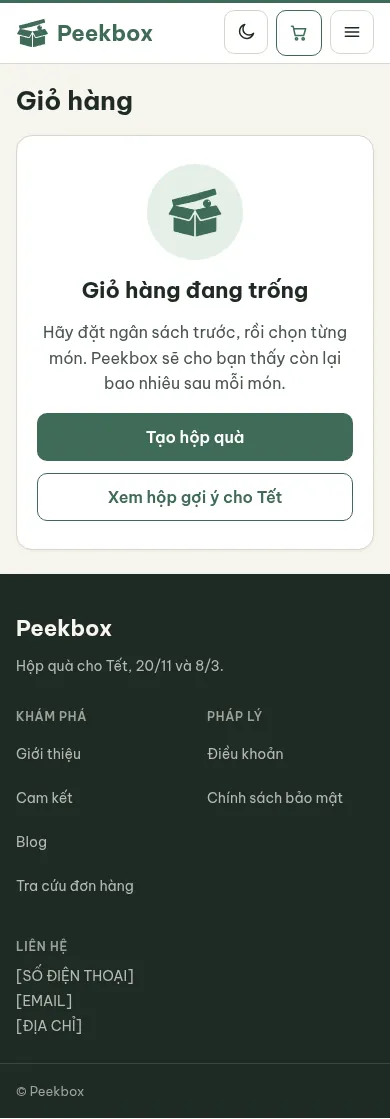 Peekbox
Giỏ hàng
Giỏ hàng đang trống
Hãy đặt ngân sách trước, rồi chọn từng
món. Peekbox sẽ cho bạn thấy còn lại
bao nhiêu sau mỗi món.
Tạo hộp quà
Xem hộp gợi ý cho Tết
Peekbox
Hộp quà cho Tết, 20/11 và 8/3.
KHÁM PHÁ
Giới thiệu
Cam kết
Blog
Tra cứu đơn hàng
PHÁP LÝ
Điều khoản
Chính sách bảo mật
LIÊN HỆ
[SỐ ĐIỆN THOẠI]
[EMAIL]
[ĐỊA CHỈ]
© Peekbox